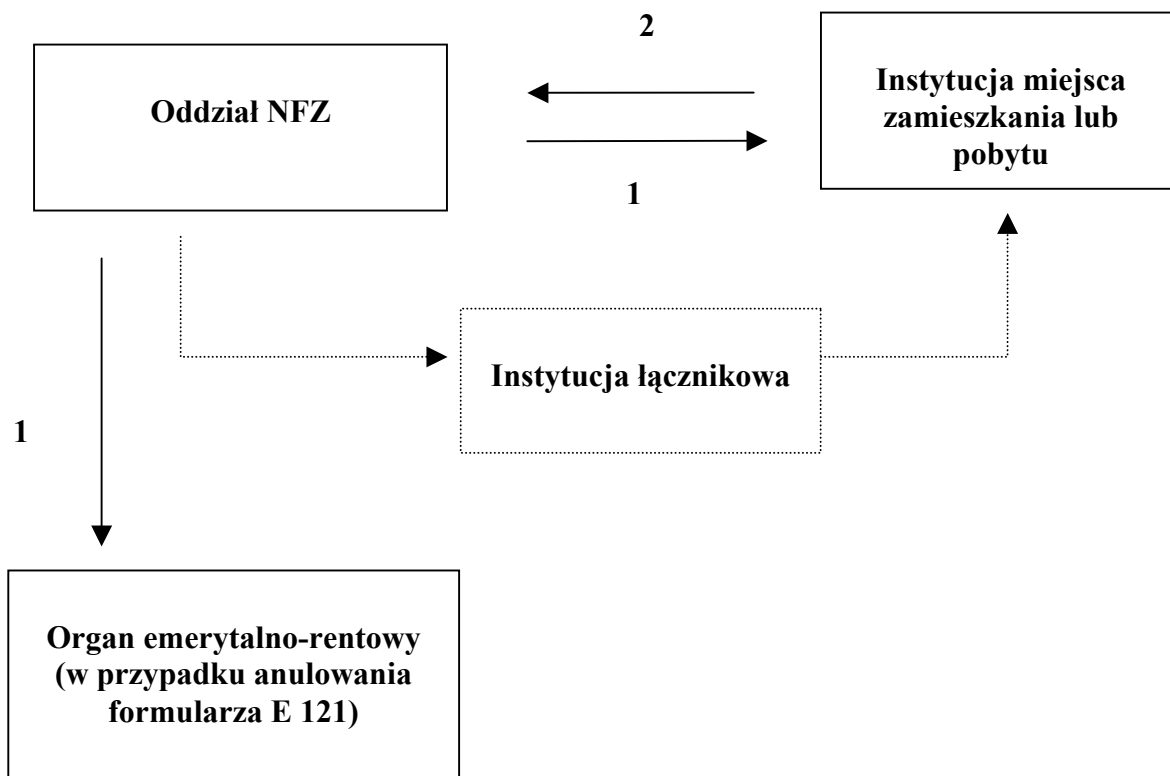 2
Oddział NFZ
Instytucja miejsca
zamieszkania lub
pobytu
1
Instytucja łącznikowa
1
Organ emerytalno-rentowy
(w przypadku anulowania
formularza E 121)